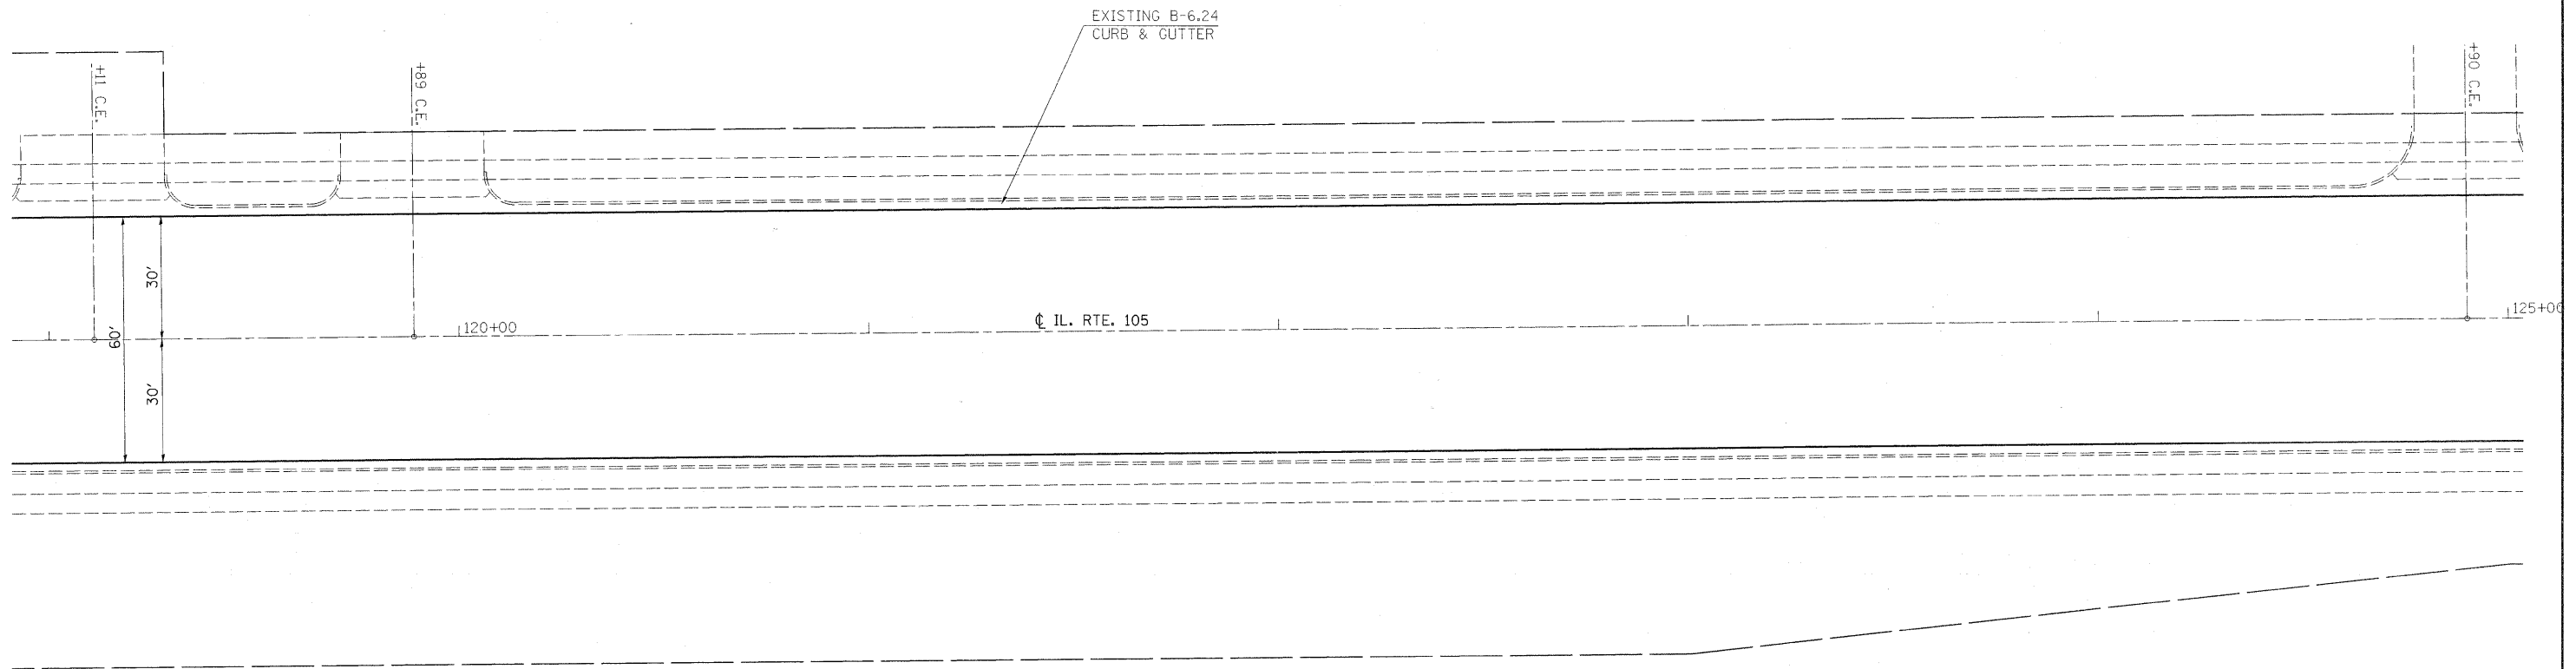 EXISTING B-6.24
CURB & GUTTER
+11 C.E.
+89 C.E.
+90 C.E.
30'
60'
30'
120+00
℄ IL. RTE. 105
125+00